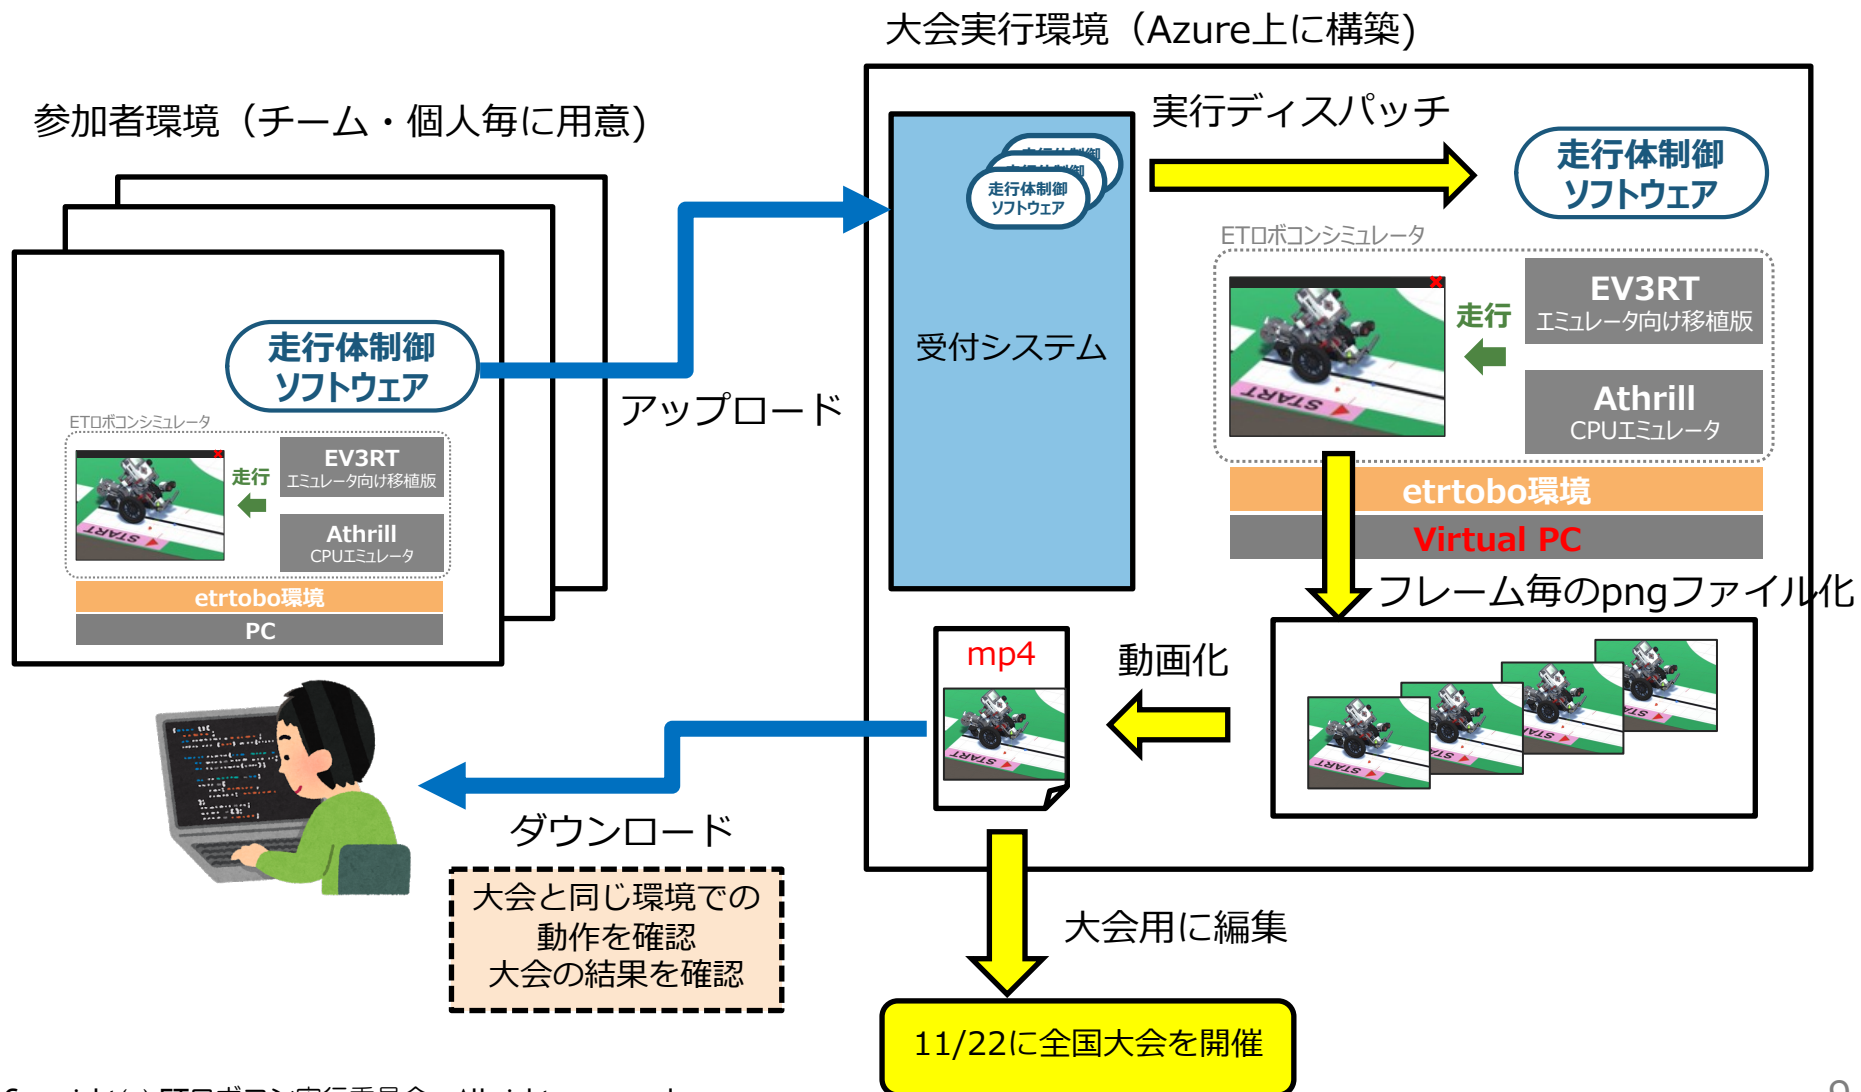 大会実行環境（Azure上に構築)
参加者環境（チーム・個人毎に用意)
走行体制御
ソフトウェア
ETロボコンシミュレータ
走行
EV3RT
エミュレータ向け移植版
Athrill
CPUエミュレータ
etrtobo環境
PC
START
アップロード
受付システム
走行体制御
ソフトウェア
実行ディスパッチ
走行体制御
ソフトウェア
ETロボコンシミュレータ
走行
EV3RT
エミュレータ向け移植版
Athrill
CPUエミュレータ
START
etrtobo環境
Virtual PC
フレーム毎のpngファイル化
START
動画化
mp4
START
ダウンロード
大会と同じ環境での
動作を確認
大会の結果を確認
大会用に編集
11/22に全国大会を開催